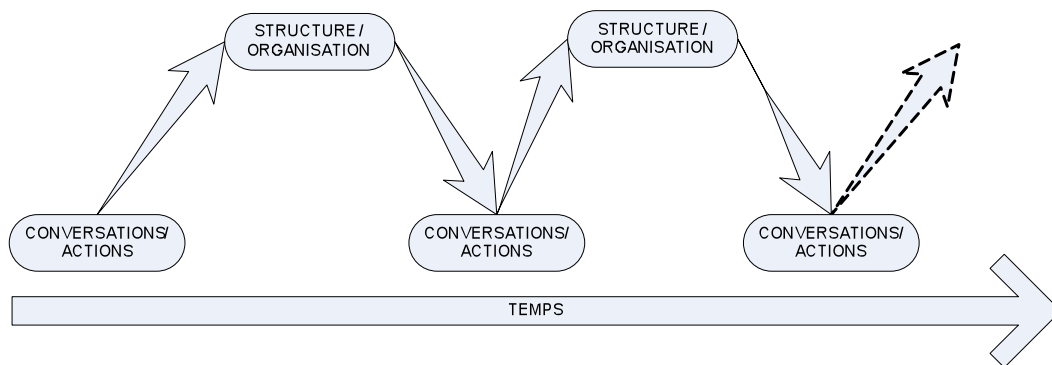 STRUCTURE /
ORGANISATION
STRUCTURE /
ORGANISATION
CONVERSATIONS/
ACTIONS
CONVERSATIONS/
ACTIONS
CONVERSATIONS/
ACTIONS
TEMPS